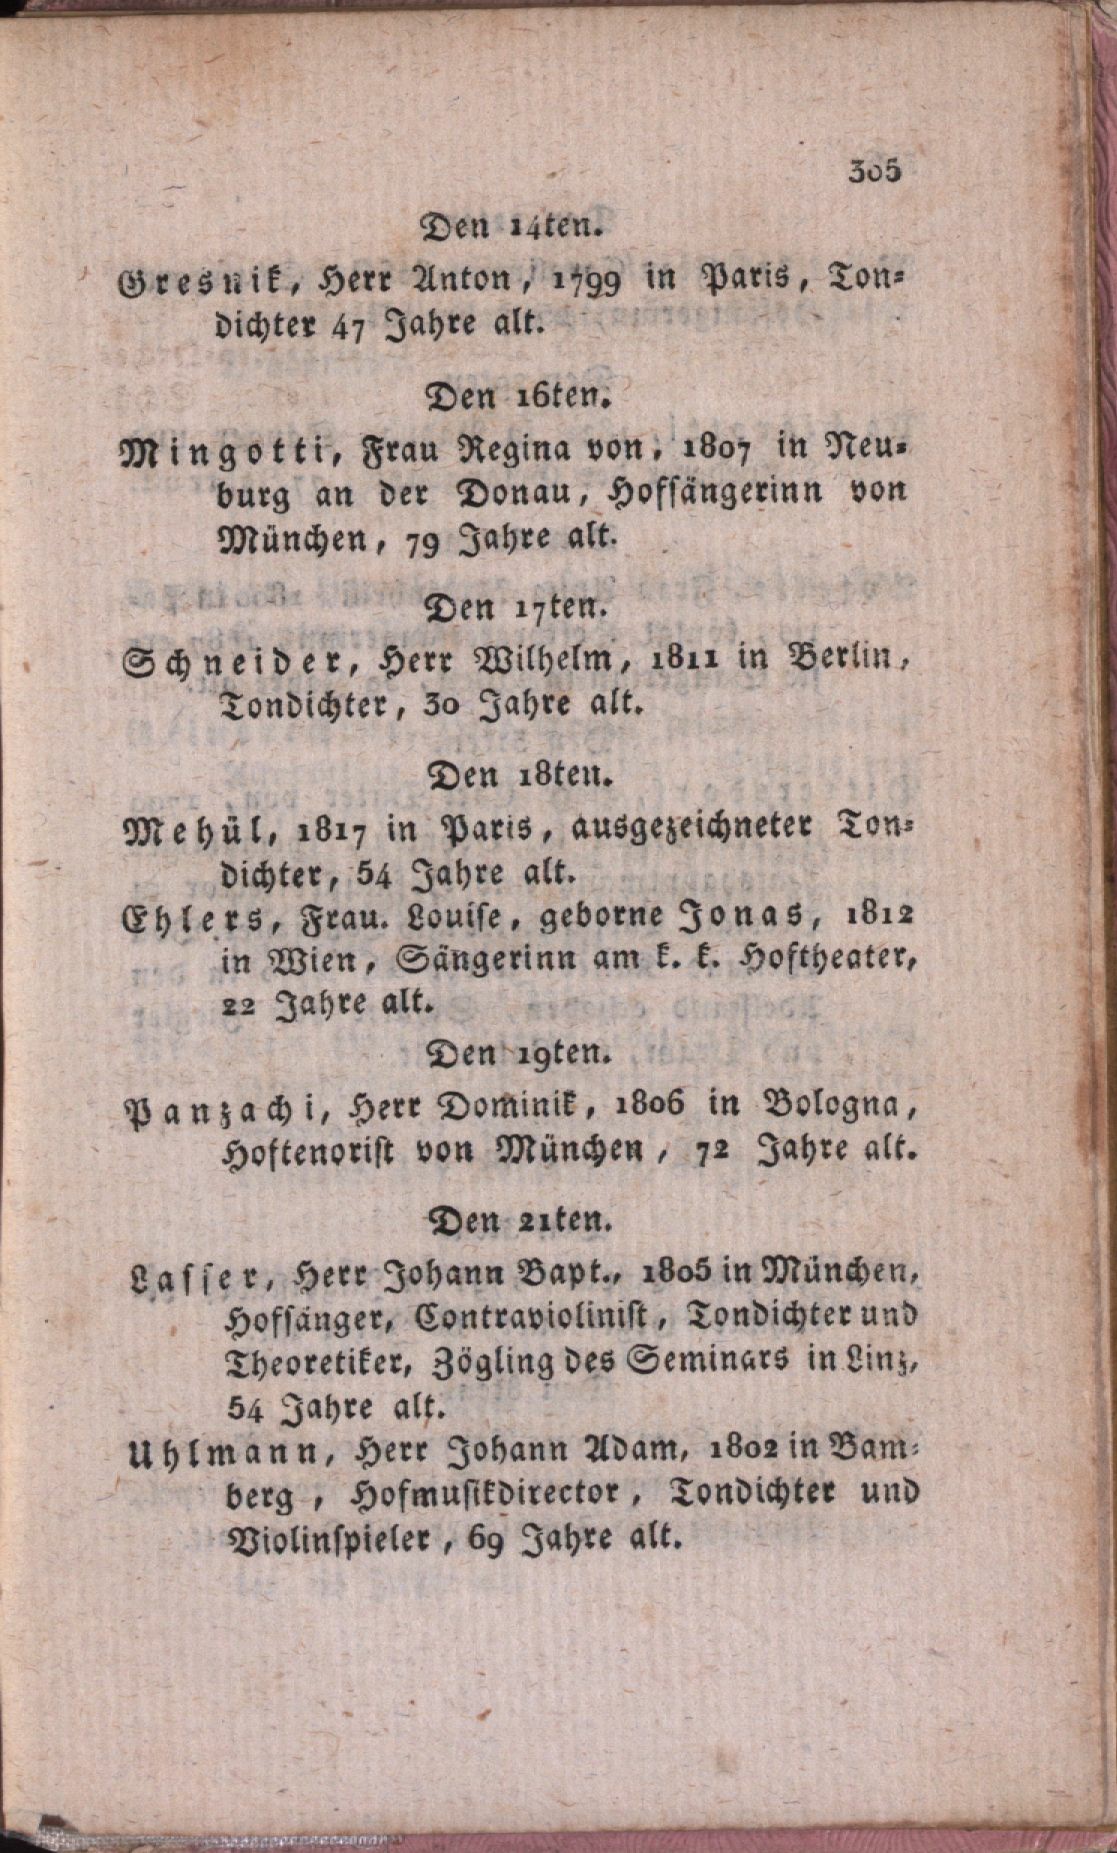 305
Den 14ten.
Gresnik, Herr Anton, 1799 in Paris, Ton-
dichter 47 Jahre alt.
Den 16ten.
Mingotti, Frau Regina von, 1807 in Neu-
burg an der Donau, Hofsängerinn von
München, 79 Jahre alt.
Den 17ten.
Schneider, Herr Wilhelm, 1811 in Berlin,
Tondichter, 30 Jahre alt.
Den 18ten.
Mehül, 1817 in Paris, ausgezeichneter Ton-
dichter, 54 Jahre alt.
Ehlers, Frau. Louise, geborne Jonas, 1812
in Wien, Sängerinn am k. k. Hoftheater,
22 Jahre alt.
Den 19ten.
Panzachi, Herr Dominik, 1806 in Bologna,
Hoftenorist von München, 72 Jahre alt.
Den 21ten.
Lasser, Herr Johann Bapt., 1805 in München,
Hofsänger, Contraviolinist, Tondichter und
Theoretiker, Zögling des Seminars in Linz,
54 Jahre alt.
Uhlmann, Herr Johann Adam, 1802 in Bam-
berg, Hofmusikdirector, Tondichter und
Violinspieler, 69 Jahre alt.